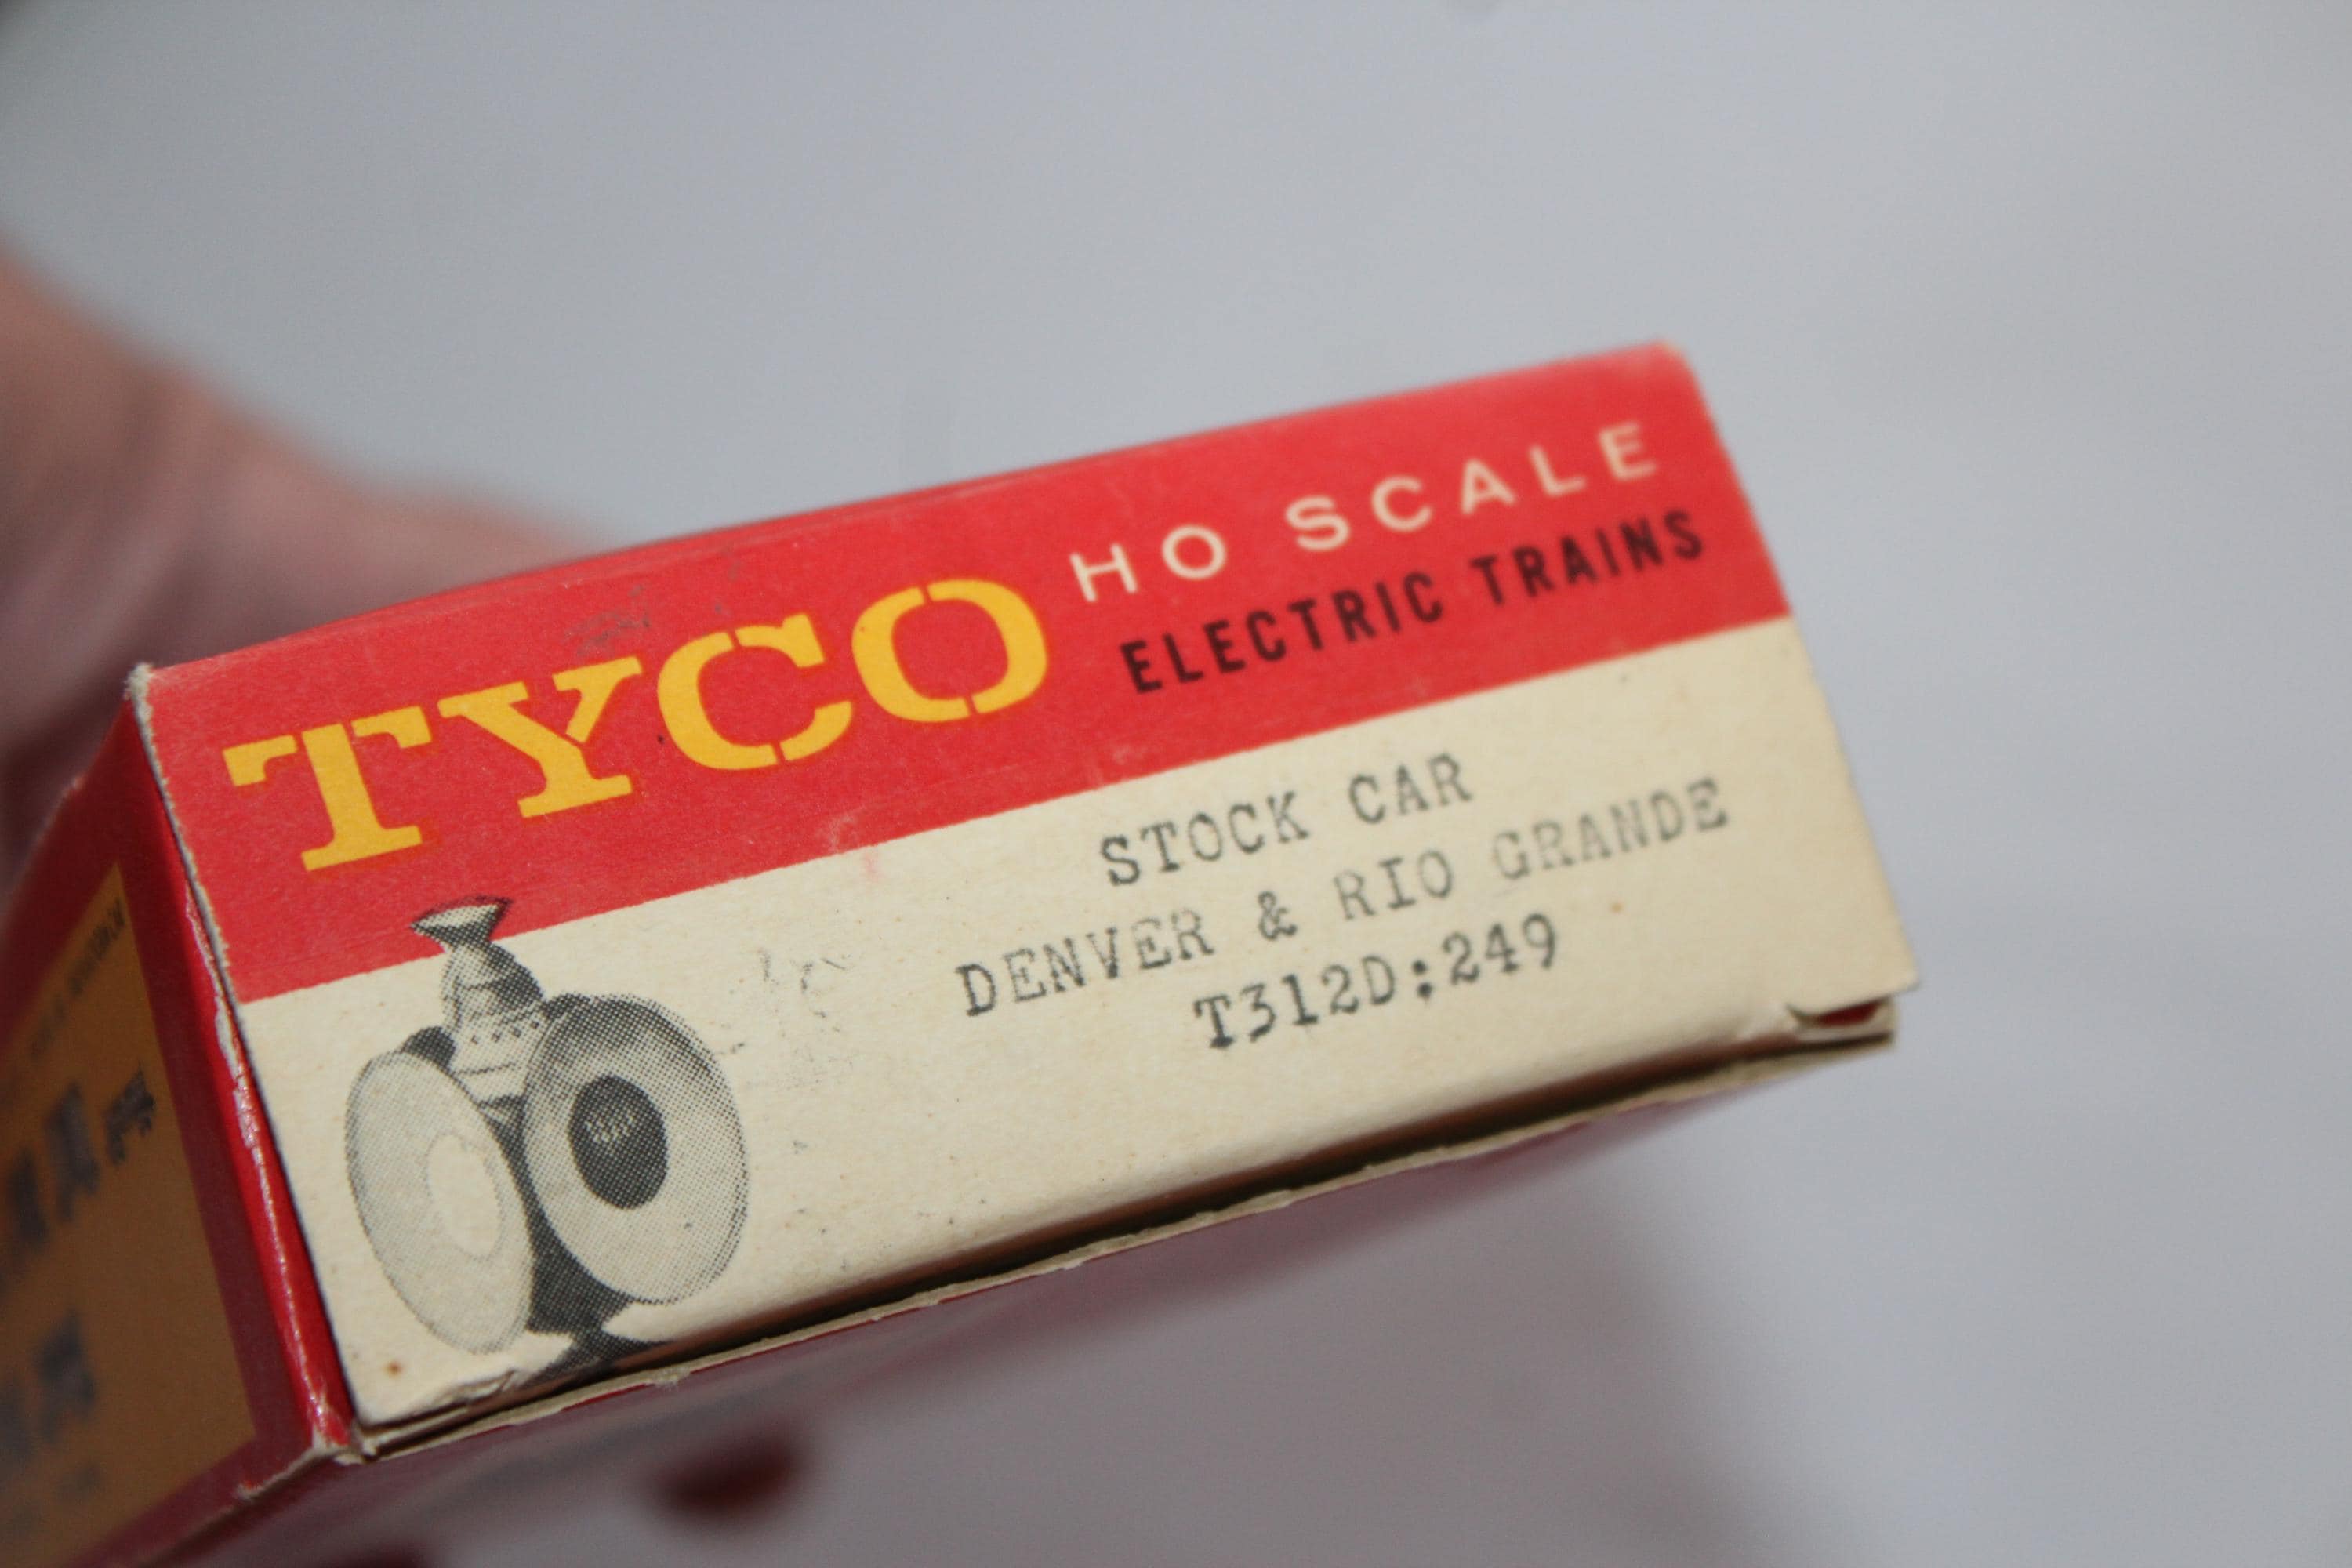 TYCO
HO SCALE
ELECTRIC TRAINS
STOCK CAR
DENVER & RIO GRANDE
T312D:249